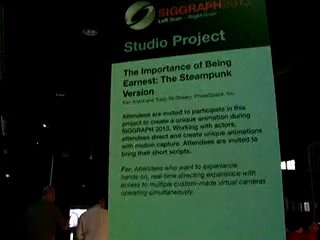 SIGGRAPH2013
Left Brain + Right Brain
Studio Project
The Importance of Being
Earnest: The Steampunk
Version
Attendees are invited to participate in this
project to create a unique animation during
SIGGRAPH 2013. Working with actors,
attendees direct and create unique animations
with motion capture. Attendees are invited to
bring their short scripts.
For: Attendees who want to experience
hands-on, real-time directing experience with
access to multiple custom-made virtual cameras
operating simultaneously.